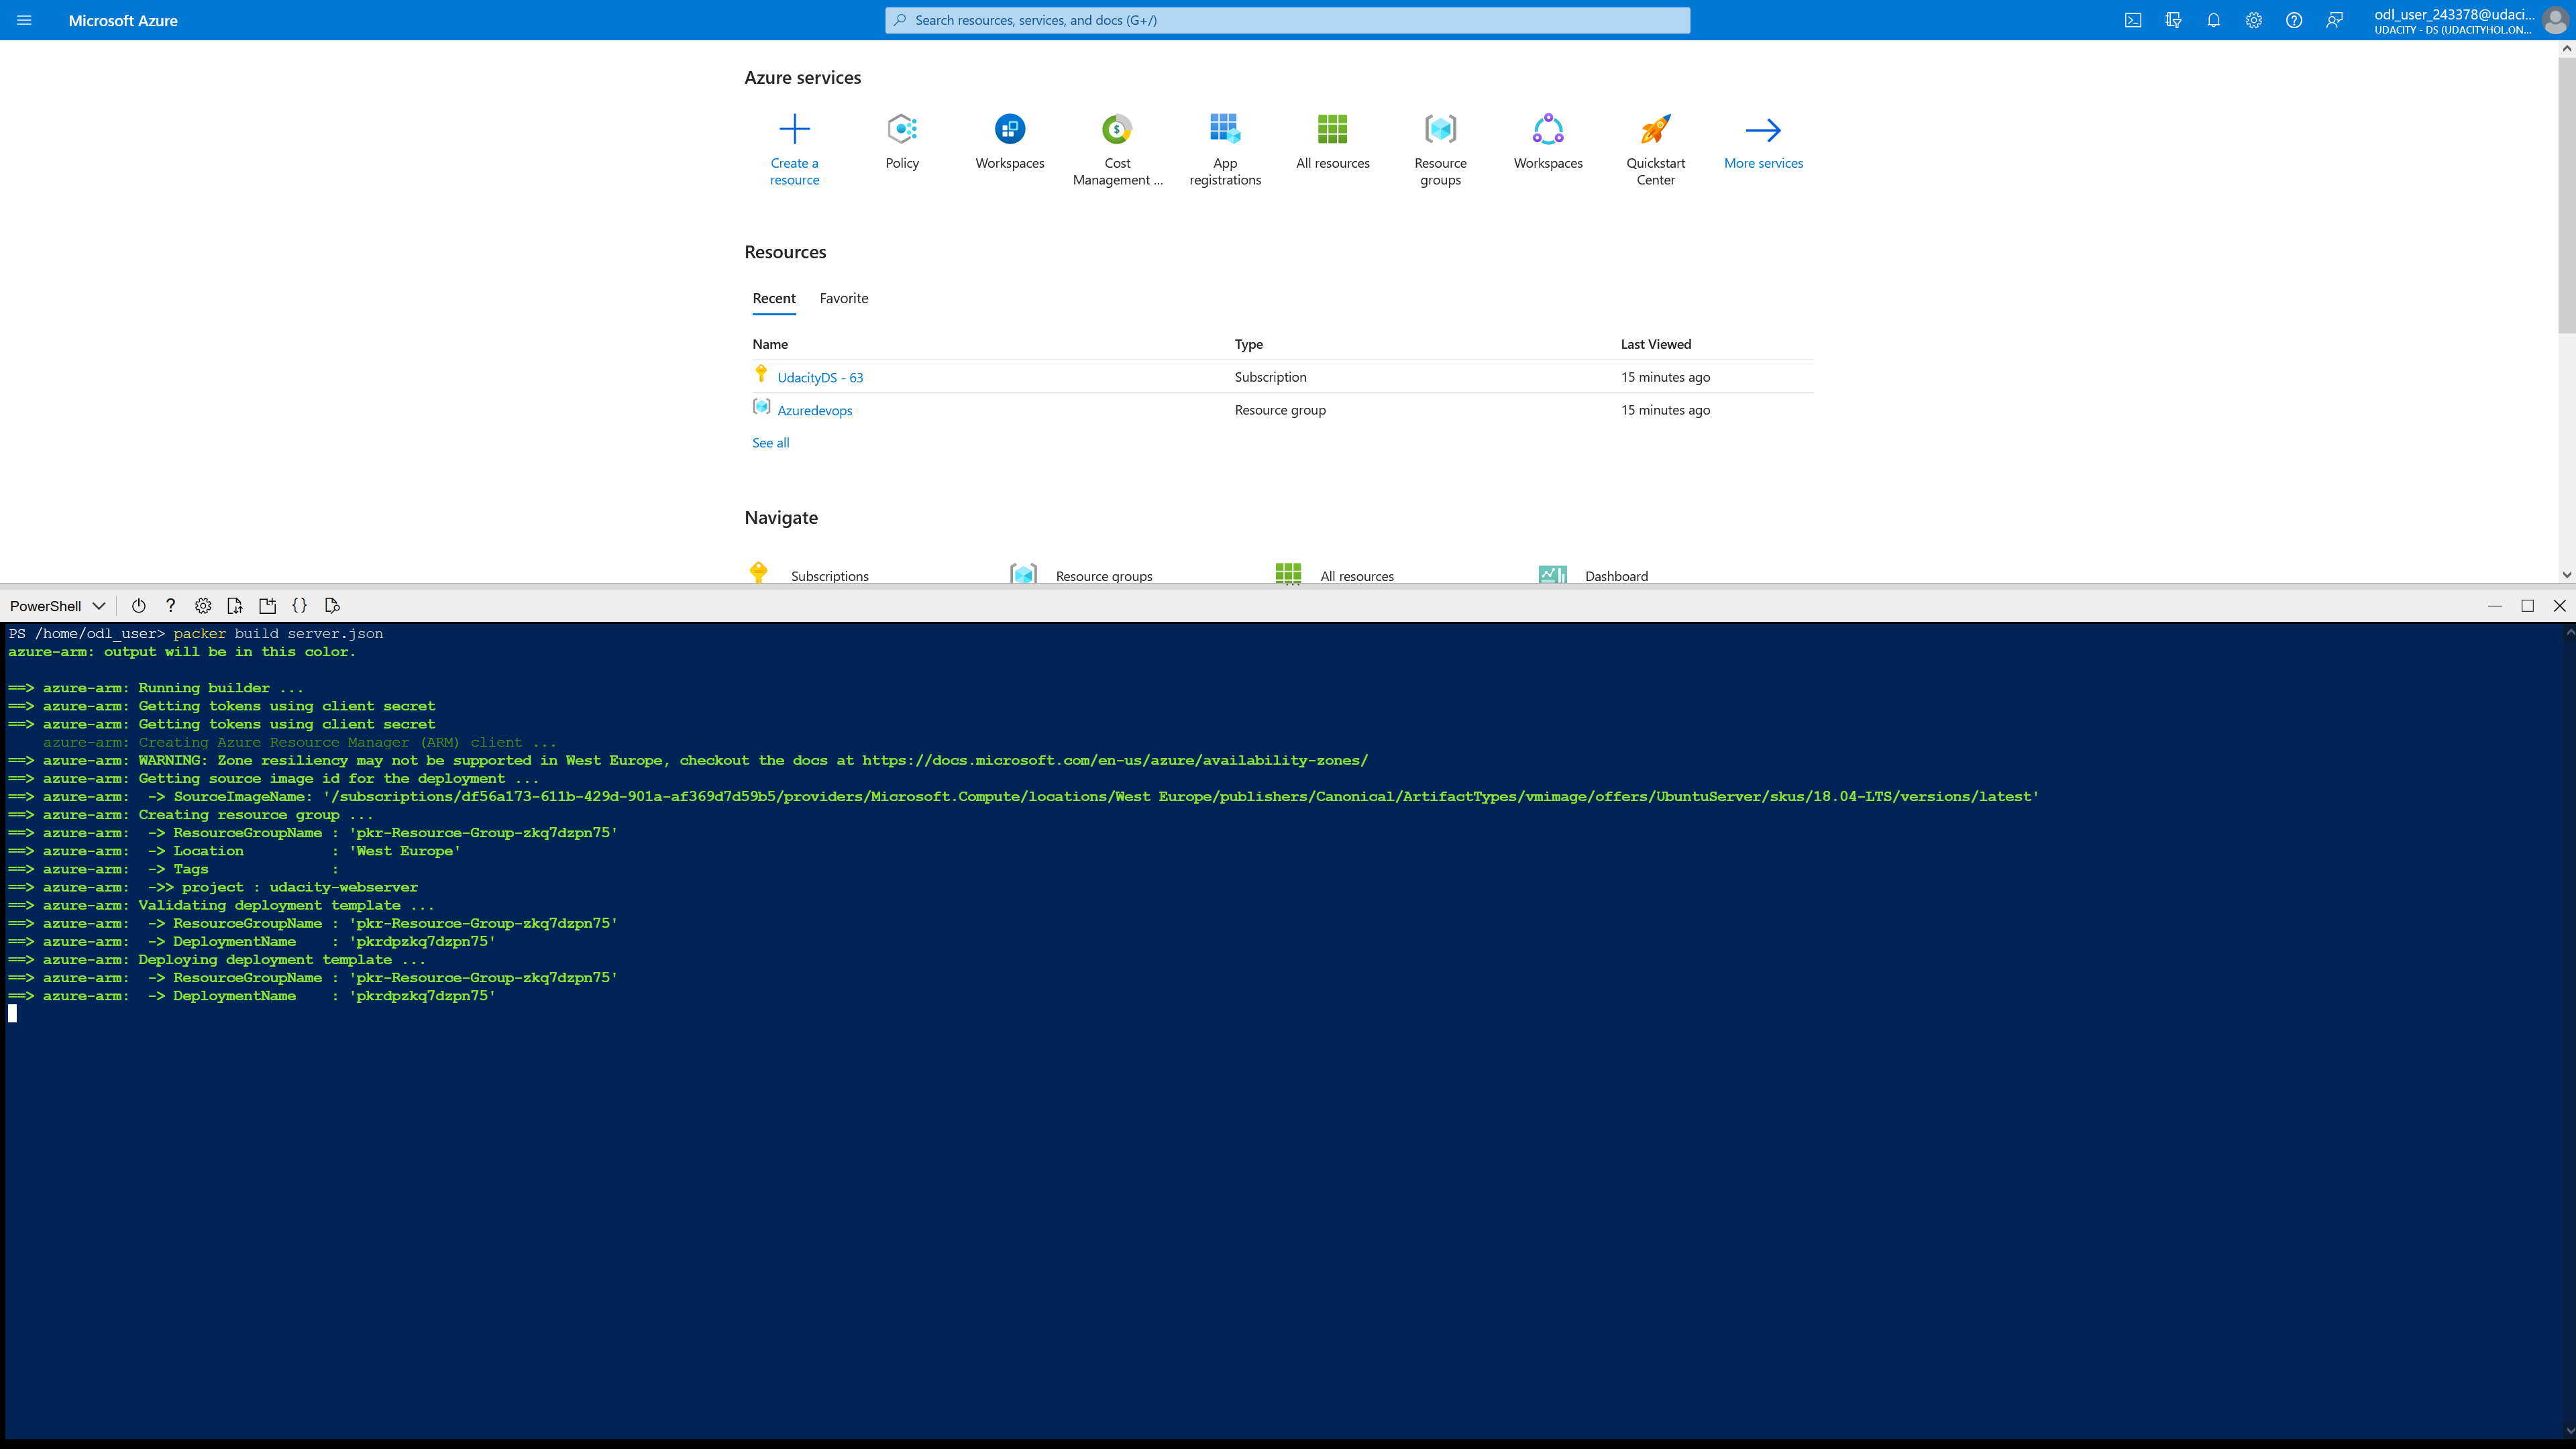 Microsoft Azure
Search resources, services, and docs (G+/)
odl_user_243378@udaci...
UDACITY - DS (UDACITYHOL.ON...
Azure services
Create a resource
Policy
Workspaces
Cost Management ...
App registrations
All resources
Resource groups
Workspaces
Quickstart Center
More services
Resources
Recent Favorite
Name Type Last Viewed
UdacityDS - 63 Subscription 15 minutes ago
Azuredevops Resource group 15 minutes ago
See all
Navigate
Subscriptions Resource groups All resources Dashboard
PowerShell
PS /home/odl_user> packer build server.json
azure-arm: output will be in this color.
==> azure-arm: Running builder ...
==> azure-arm: Getting tokens using client secret
==> azure-arm: Getting tokens using client secret
azure-arm: Creating Azure Resource Manager (ARM) client ...
==> azure-arm: WARNING: Zone resiliency may not be supported in West Europe, checkout the docs at https://docs.microsoft.com/en-us/azure/availability-zones/
==> azure-arm: Getting source image id for the deployment ...
==> azure-arm:  -> SourceImageName: '/subscriptions/df56a173-611b-429d-901a-af369d7d59b5/providers/Microsoft.Compute/locations/West Europe/publishers/Canonical/ArtifactTypes/vmimage/offers/UbuntuServer/skus/18.04-LTS/versions/latest'
==> azure-arm: Creating resource group ...
==> azure-arm:  -> ResourceGroupName : 'pkr-Resource-Group-zkq7dzpn75'
==> azure-arm:  -> Location          : 'West Europe'
==> azure-arm:  -> Tags              :
==> azure-arm:  ->> project : udacity-webserver
==> azure-arm: Validating deployment template ...
==> azure-arm:  -> ResourceGroupName : 'pkr-Resource-Group-zkq7dzpn75'
==> azure-arm:  -> DeploymentName    : 'pkrdpzkq7dzpn75'
==> azure-arm: Deploying deployment template ...
==> azure-arm:  -> ResourceGroupName : 'pkr-Resource-Group-zkq7dzpn75'
==> azure-arm:  -> DeploymentName    : 'pkrdpzkq7dzpn75'